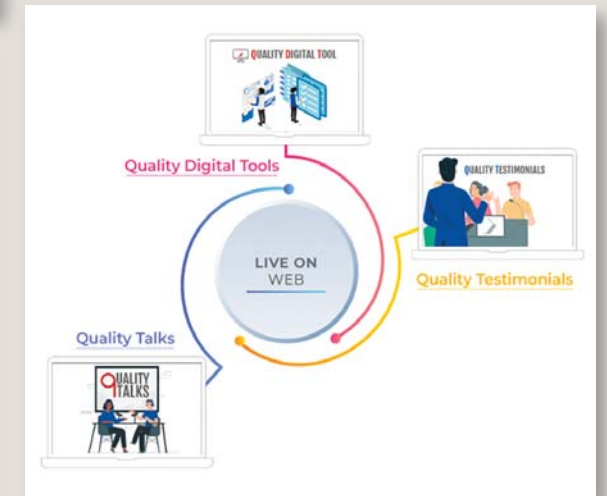 QUALITY DIGITAL TOOL
Quality Digital Tools
QUALITY TESTIMONIALS
Quality Testimonials
LIVE ON
WEB
Quality Talks
QUALITY
TALKS